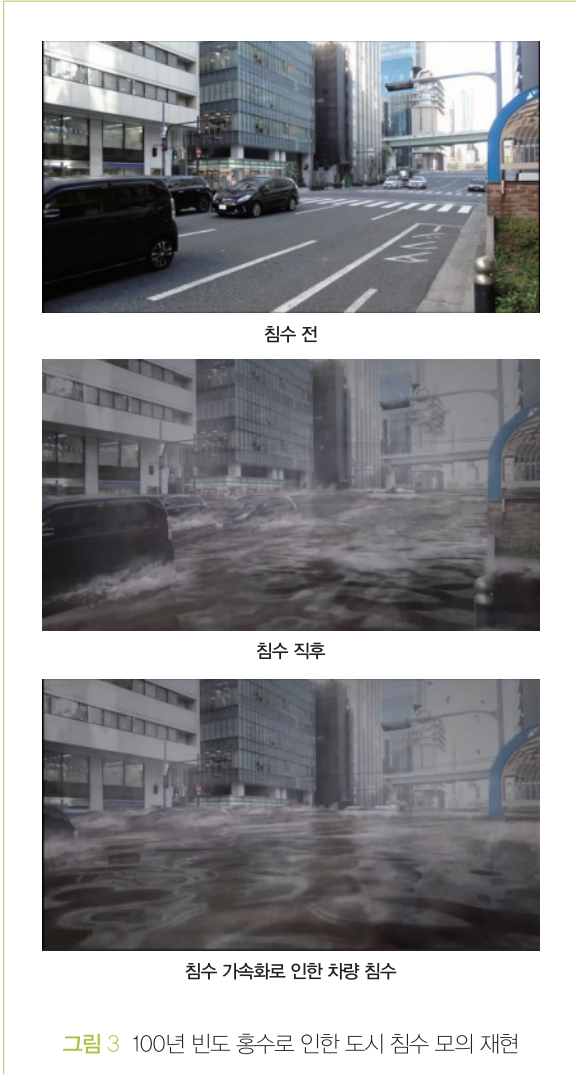 침수 전
침수 직후
침수 가속화로 인한 차량 침수
그림 3 100년 빈도 홍수로 인한 도시 침수 모의 재현